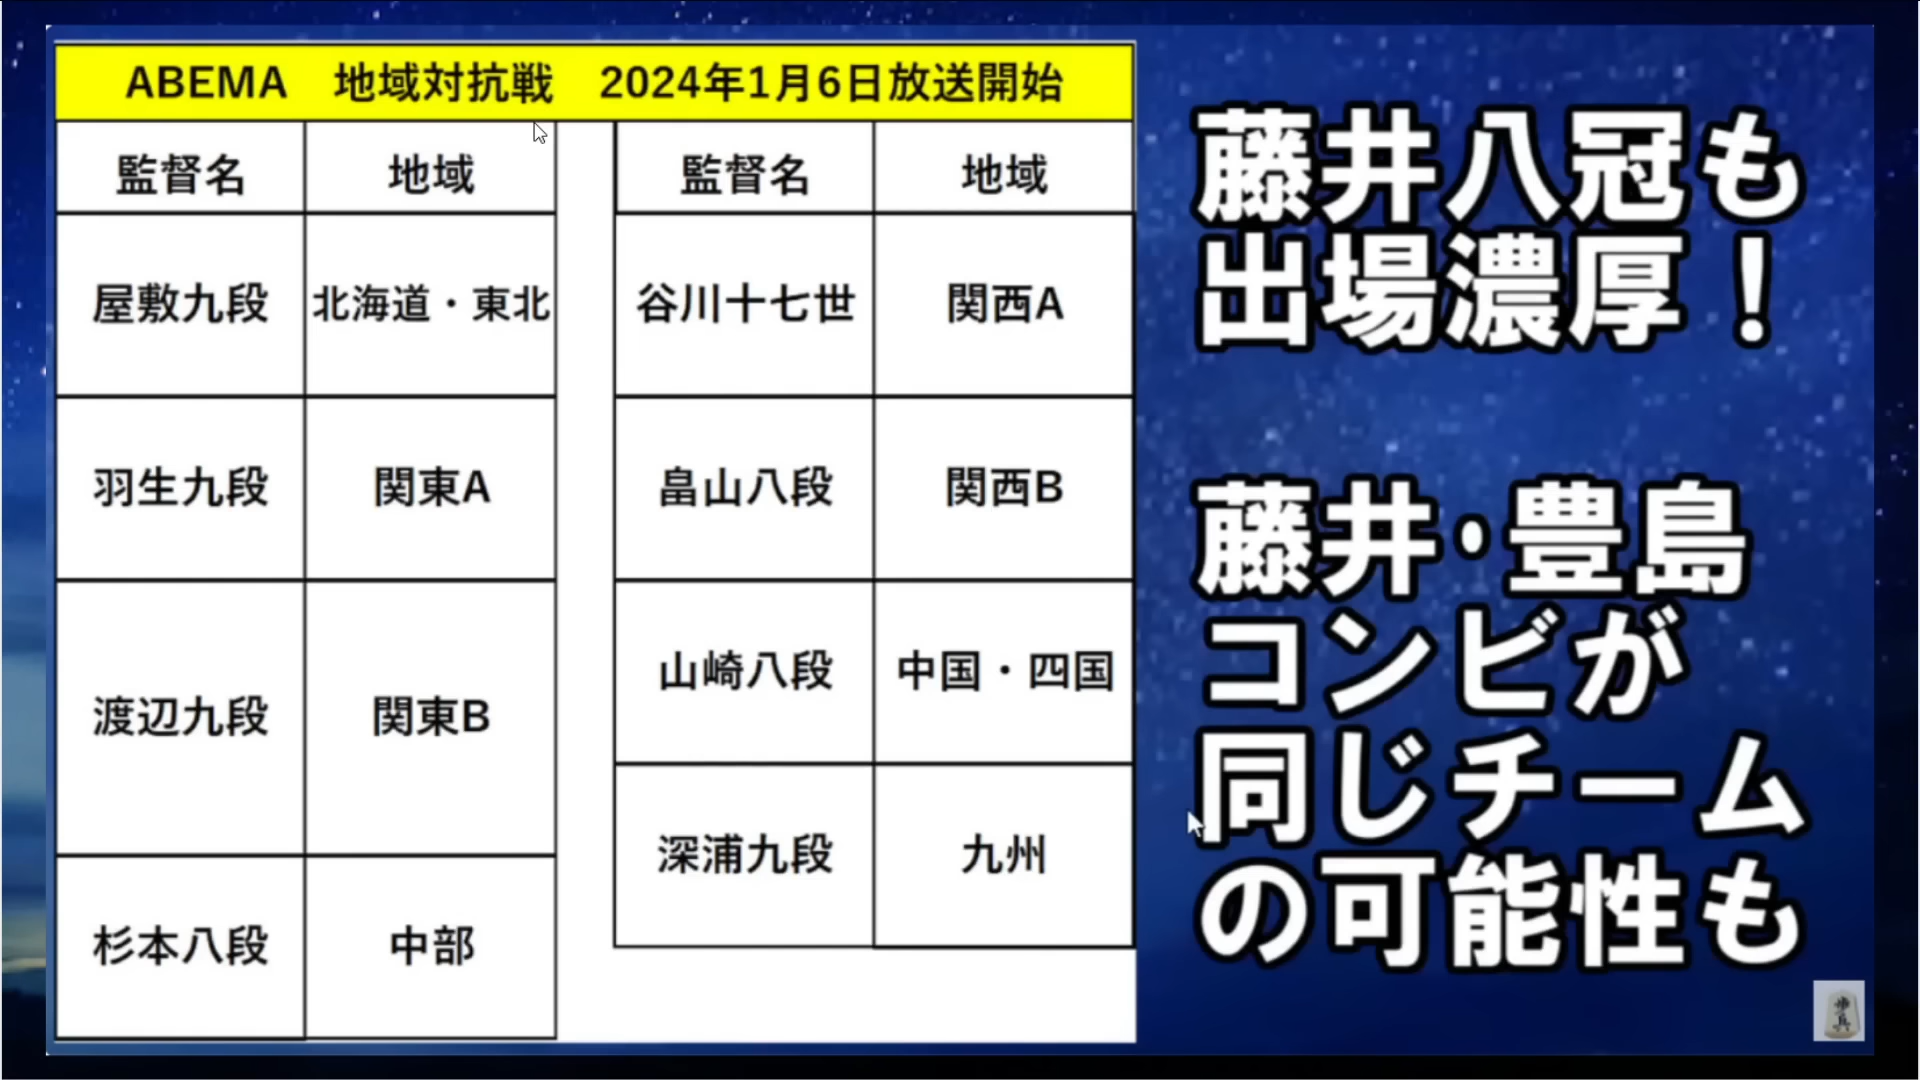 ABEMA 地域対抗戦 2024年1月6日放送開始
監督名 地域
屋敷九段 北海道・東北
羽生九段 関東A
渡辺九段 関東B
杉本八段 中部
監督名 地域
谷川十七世 関西A
畠山八段 関西B
山崎八段 中国・四国
深浦九段 九州
藤井八冠も
出場濃厚！
藤井・豊島
コンビが
同じチーム
の可能性も
歩兵